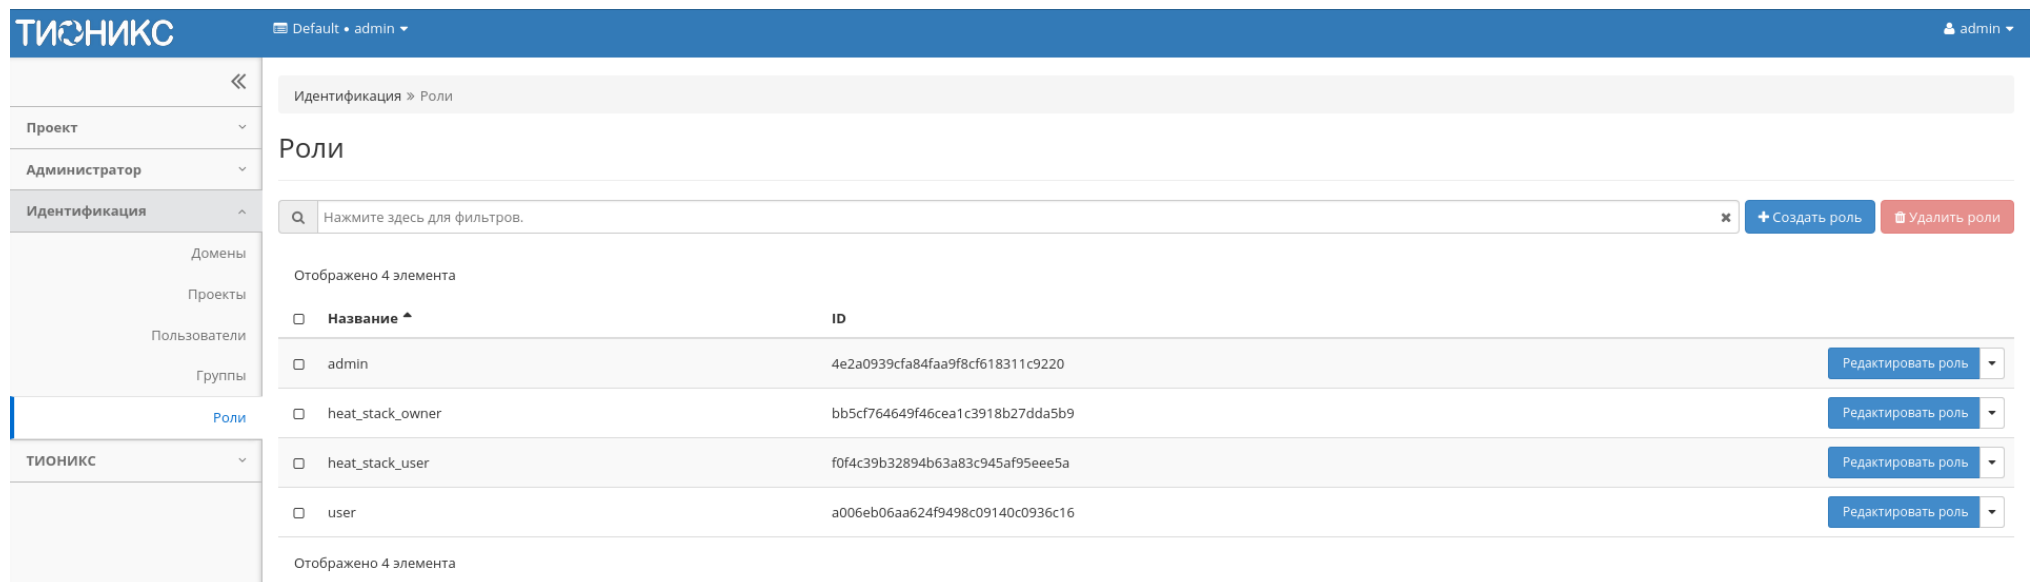 ТИОНИКС
Default • admin
admin
Проект
Администратор
Идентификация
Домены
Проекты
Пользователи
Группы
Роли
ТИОНИКС
Идентификация » Роли
Роли
Нажмите здесь для фильтров.
Создать роль
Удалить роли
Отображено 4 элемента
Название ID
admin 4e2a0939cfa84faa9f8cf618311c9220 Редактировать роль
heat_stack_owner bb5cf764649f46cea1c3918b27dda5b9 Редактировать роль
heat_stack_user f0f4c39b32894b63a83c945af95eee5a Редактировать роль
user a006eb06aa624f9498c09140c0936c16 Редактировать роль
Отображено 4 элемента